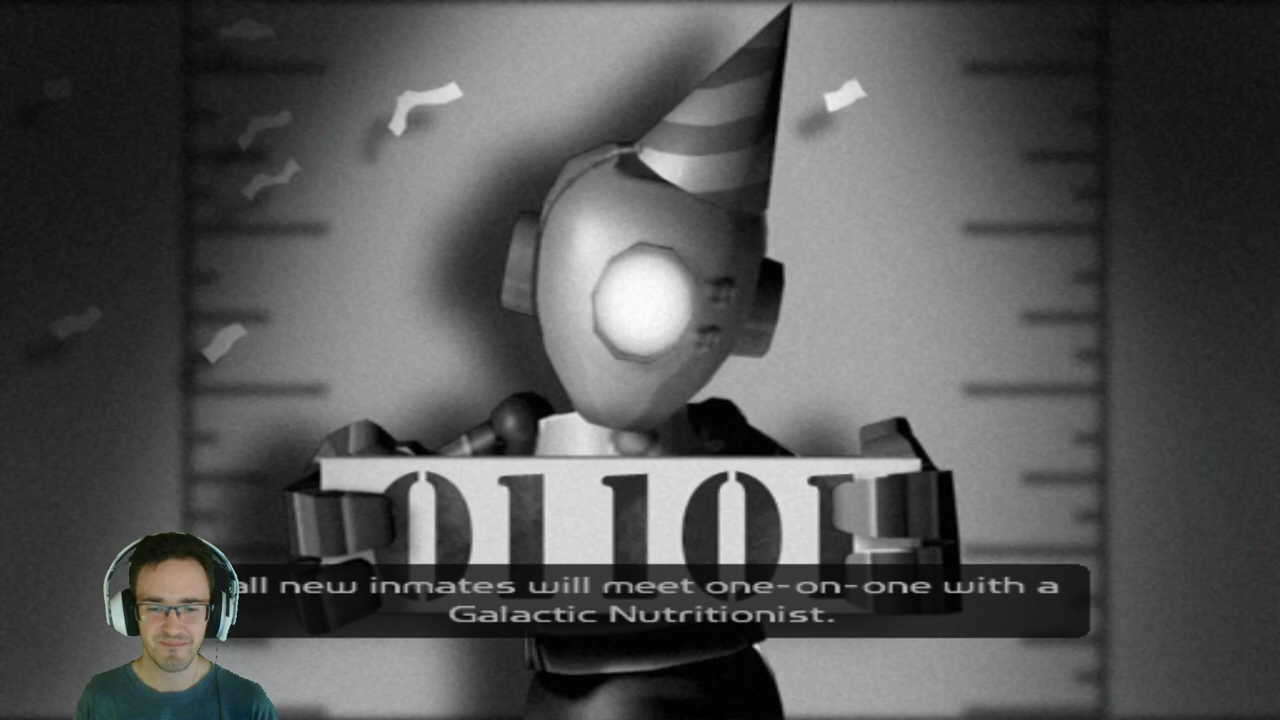 01101
all new inmates will meet one-on-one with a
Galactic Nutritionist.